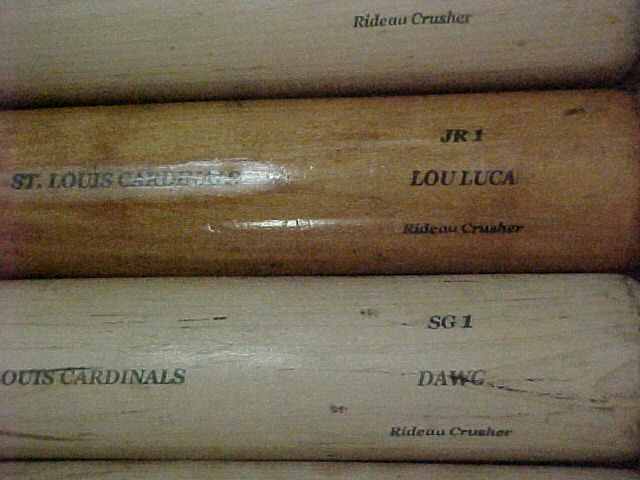 Rideau Crusher
JR 1
ST. LOUIS CARDINALS LOU LUCA
Rideau Crusher
SG 1
OUIS CARDINALS DAWG
Rideau Crusher